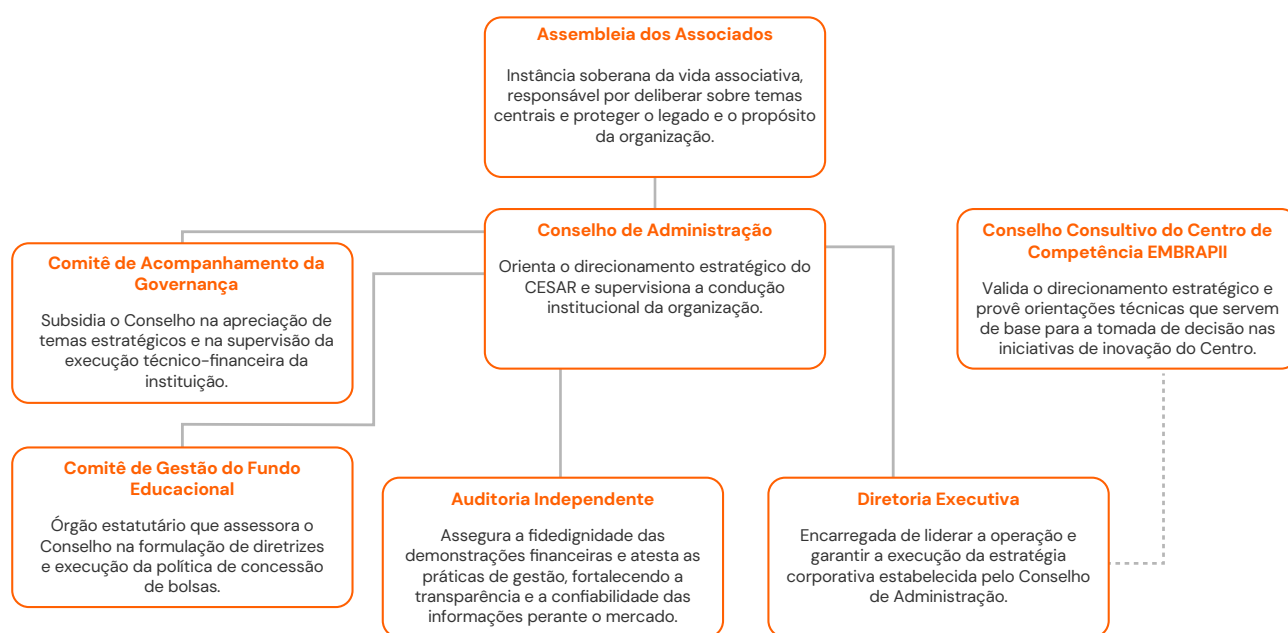 Assembleia dos Associados
Instância soberana da vida associativa,
responsável por deliberar sobre temas
centrais e proteger o legado e o propósito
da organização.
Conselho de Administração
Orienta o direcionamento estratégico do
CESAR e supervisiona a condução
institucional da organização.
Conselho Consultivo do Centro de
Competência EMBRAPII
Valida o direcionamento estratégico e
provê orientações técnicas que servem
de base para a tomada de decisão nas
iniciativas de inovação do Centro.
Comitê de Acompanhamento da
Governança
Subsidia o Conselho na apreciação de
temas estratégicos e na supervisão da
execução técnico-financeira da
instituição.
Comitê de Gestão do Fundo
Educacional
Órgão estatutário que assessora o
Conselho na formulação de diretrizes
e execução da política de concessão
de bolsas.
Auditoria Independente
Assegura a fidedignidade das
demonstrações financeiras e atesta as
práticas de gestão, fortalecendo a
transparência e a confiabilidade das
informações perante o mercado.
Diretoria Executiva
Encarregada de liderar a operação e
garantir a execução da estratégia
corporativa estabelecida pelo Conselho
de Administração.